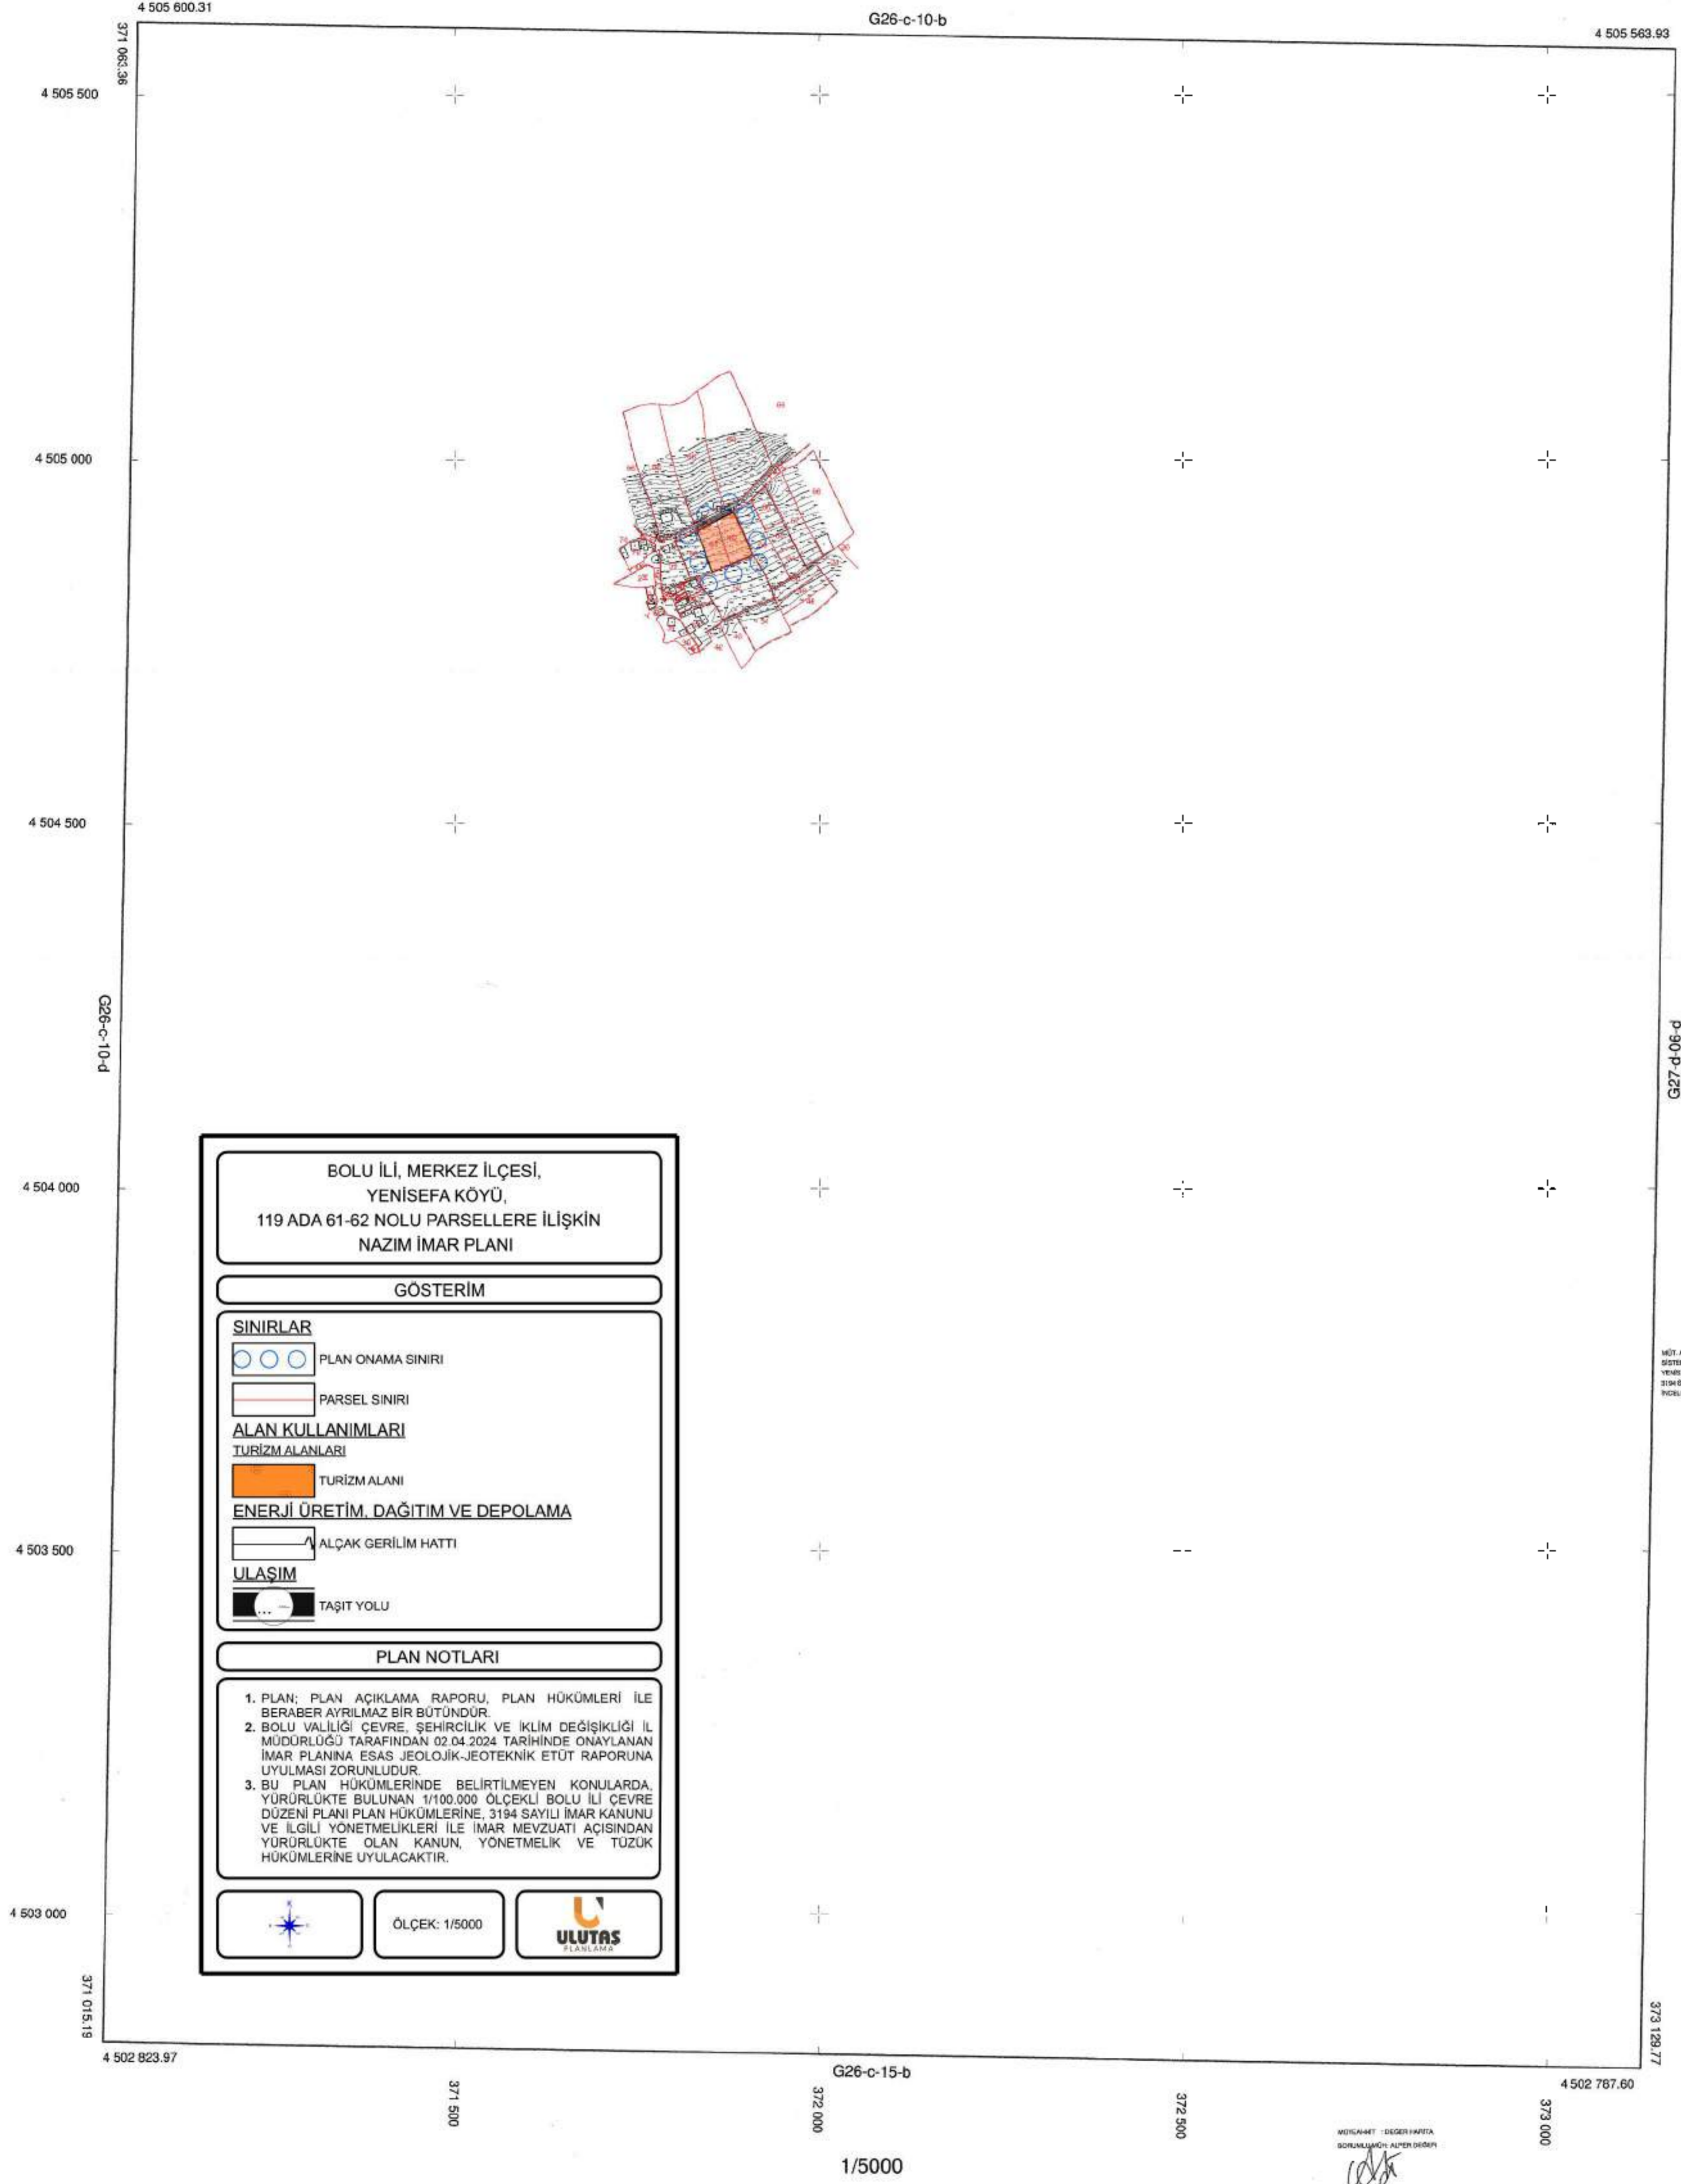 4 505 600.31
G26-c-10-b
4 505 563.93
371 063.36
4 505 500
4 505 000
4 504 500
G26-c-10-d
G27-d-06-d
4 504 000
BOLU İLİ, MERKEZ İLÇESİ,
YENİSEFA KÖYÜ,
119 ADA 61-62 NOLU PARSELLERE İLİŞKİN
NAZIM İMAR PLANI
GÖSTERİM
SINIRLAR
PLAN ONAMA SINIRI
PARSEL SINIRI
ALAN KULLANIMLARI
TURİZM ALANLARI
TURİZM ALANI
ENERJİ ÜRETİM, DAĞITIM VE DEPOLAMA
ALÇAK GERİLİM HATTI
4 503 500
ULAŞIM
TAŞIT YOLU
PLAN NOTLARI
1. PLAN; PLAN AÇIKLAMA RAPORU, PLAN HÜKÜMLERİ İLE
BERABER AYRILMAZ BİR BÜTÜNDÜR.
2. BOLU VALİLİĞİ ÇEVRE, ŞEHİRCİLİK VE İKLİM DEĞİŞİKLİĞİ İL
MÜDÜRLÜĞÜ TARAFINDAN 02.04.2024 TARİHİNDE ONAYLANAN
İMAR PLANINA ESAS JEOLOJİK-JEOTEKNİK ETÜT RAPORUNA
UYULMASI ZORUNLUDUR.
3. BU PLAN HÜKÜMLERİNDE BELİRTİLMEYEN KONULARDA,
YÜRÜRLÜKTE BULUNAN 1/100.000 ÖLÇEKLİ BOLU İLİ ÇEVRE
DÜZENİ PLANI PLAN HÜKÜMLERİNE, 3194 SAYILI İMAR KANUNU
VE İLGİLİ YÖNETMELİKLERİ İLE İMAR MEVZUATI AÇISINDAN
YÜRÜRLÜKTE OLAN KANUN, YÖNETMELİK VE TÜZÜK
HÜKÜMLERİNE UYULACAKTIR.
4 503 000
ÖLÇEK: 1/5000
ULUTAŞ
PLANLAMA
371 015.19
373 129.77
4 502 823.97
G26-c-15-b
4 502 787.60
371 500
372 000
372 500
373 000
MÜTEAHHİT : DEĞER HARİTA
SORUMLU MÜH: ALPER DEĞER
1/5000